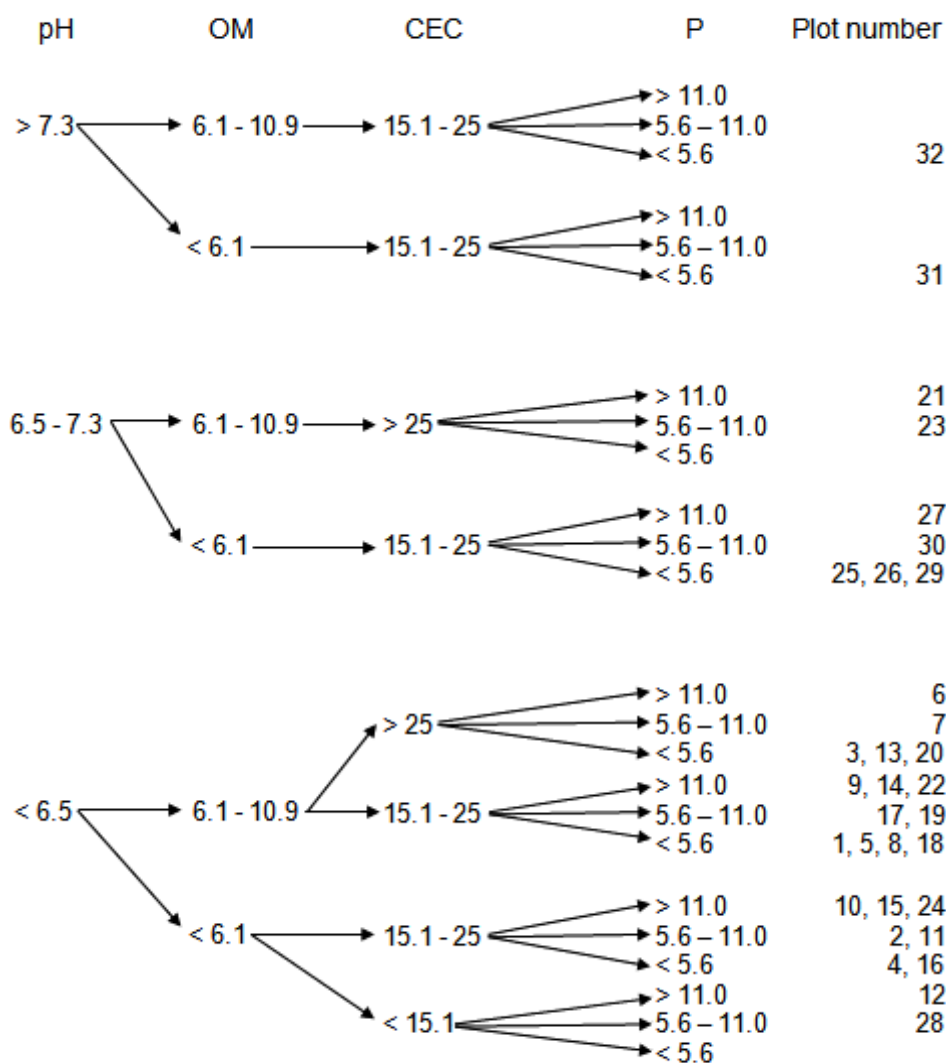 pH OM CEC P Plot number
> 11.0
> 7.3 6.1 - 10.9 15.1 - 25 5.6 – 11.0
< 5.6 32
> 11.0
< 6.1 15.1 - 25 5.6 – 11.0
< 5.6 31
> 11.0 21
6.5 - 7.3 6.1 - 10.9 > 25 5.6 – 11.0 23
< 5.6
> 11.0 27
< 6.1 15.1 - 25 5.6 – 11.0 30
< 5.6 25, 26, 29
> 11.0 6
> 25 5.6 – 11.0 7
< 5.6 3, 13, 20
> 11.0 9, 14, 22
< 6.5 6.1 - 10.9 15.1 - 25 5.6 – 11.0 17, 19
< 5.6 1, 5, 8, 18
> 11.0 10, 15, 24
< 6.1 15.1 - 25 5.6 – 11.0 2, 11
< 5.6 4, 16
> 11.0 12
< 15.1 5.6 – 11.0 28
< 5.6